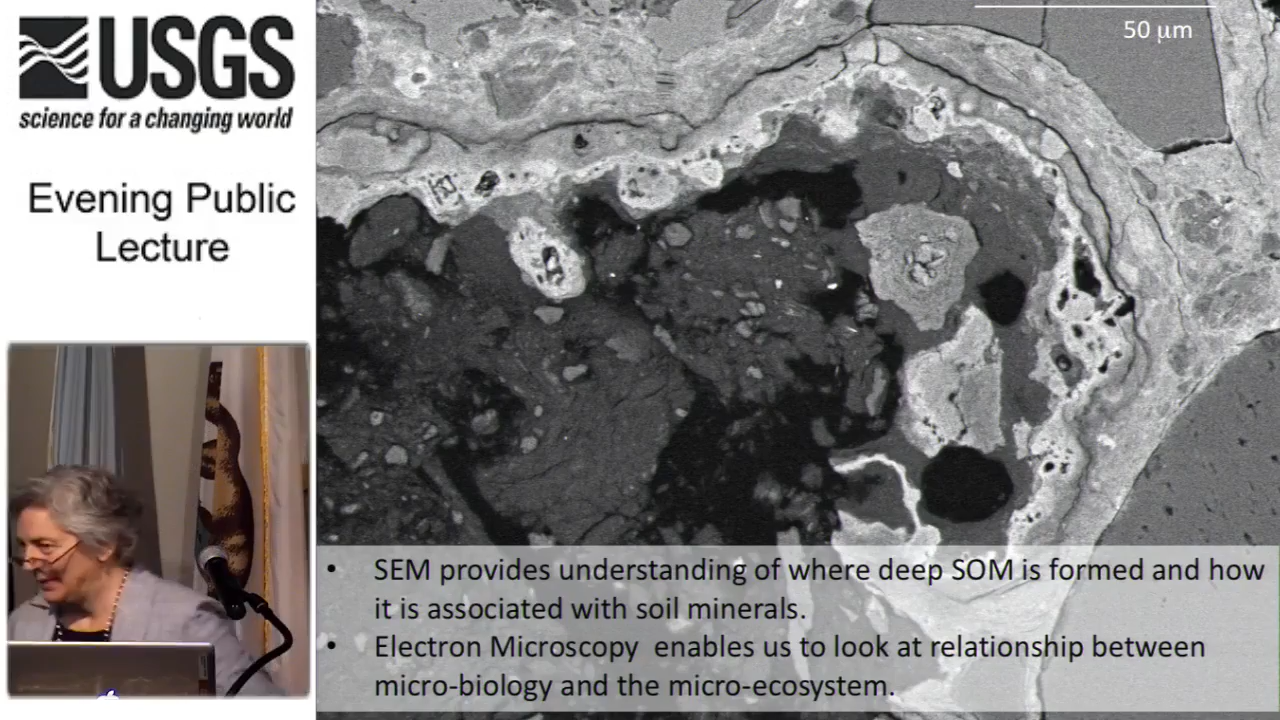 USGS
science for a changing world
Evening Public
Lecture
50 µm
• SEM provides understanding of where deep SOM is formed and how
it is associated with soil minerals.
• Electron Microscopy  enables us to look at relationship between
micro-biology and the micro-ecosystem.